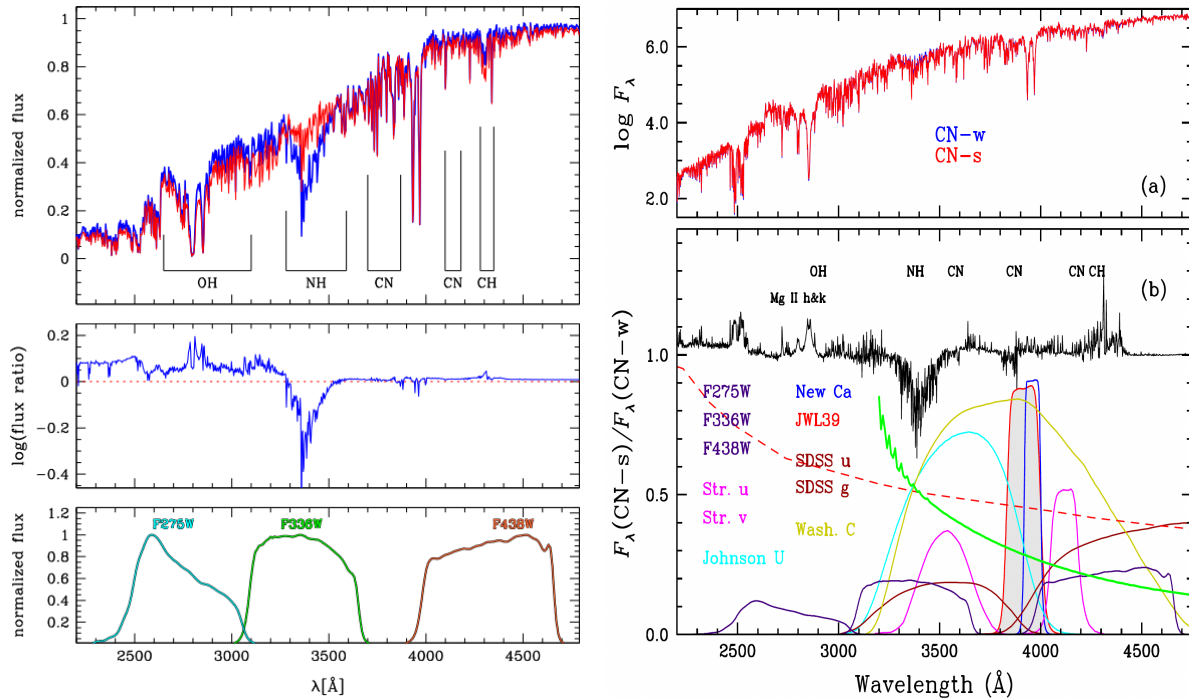 normalized flux
1
0.8
0.6
0.4
0.2
0
OH
NH
CN
CN
CH
log(flux ratio)
0.2
0
-0.2
-0.4
normalized flux
1.2
1
0.8
0.6
0.4
0.2
F275W
F336W
F438W
2500
3000
3500
4000
4500
λ[Å]
log Fλ
6.0
4.0
2.0
CN-w
CN-s
(a)
Fλ(CN-s)/Fλ(CN-w)
OH
NH
CN
CN
CN
CH
Mg II h&k
(b)
1.0
0.5
0.0
F275W
F336W
F438W
Str. u
Str. v
Johnson U
New Ca
JWL39
SDSS u
SDSS g
Wash. C
2500
3000
3500
4000
4500
Wavelength (Å)